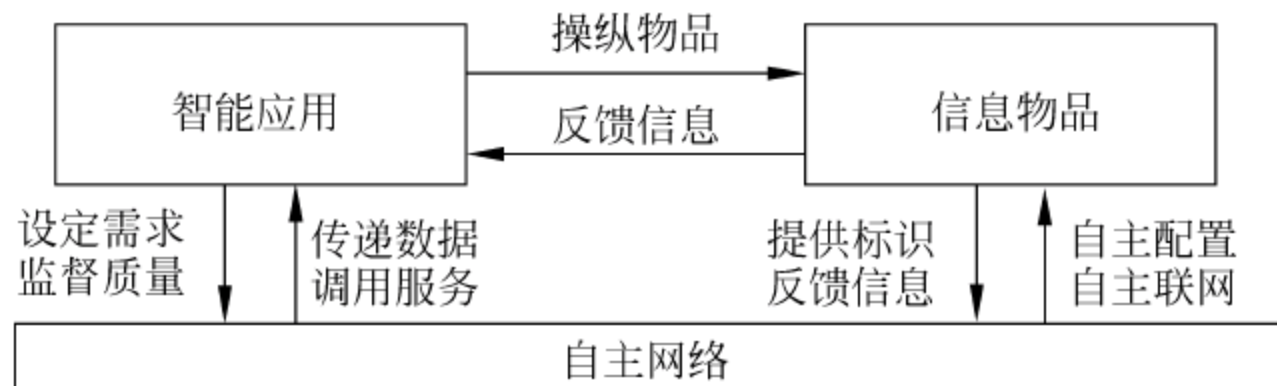 操纵物品
智能应用
信息物品
反馈信息
设定需求
监督质量
传递数据
调用服务
提供标识
反馈信息
自主配置
自主联网
自主网络